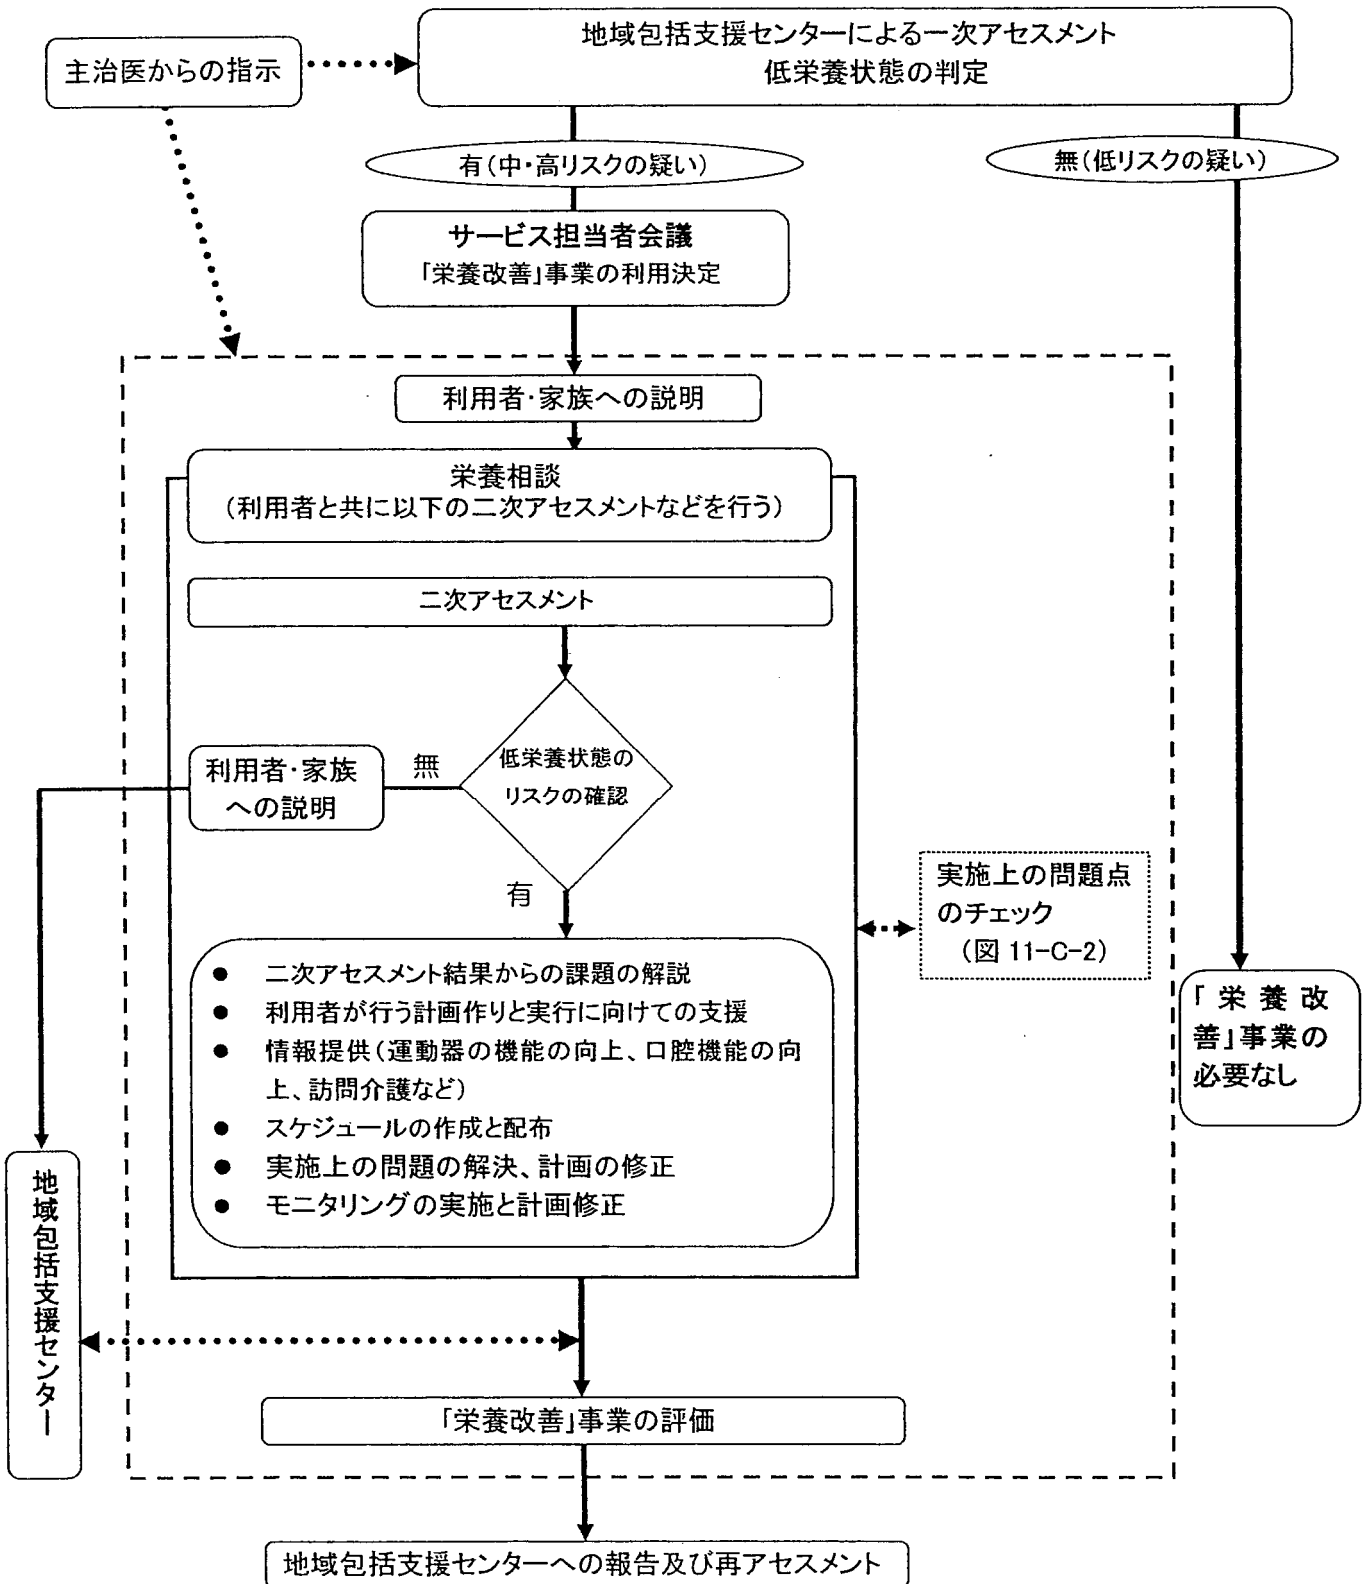 地域包括支援センターによる一次アセスメント
低栄養状態の判定
主治医からの指示
有(中・高リスクの疑い)
無(低リスクの疑い)
サービス担当者会議
「栄養改善」事業の利用決定
利用者・家族への説明
栄養相談
(利用者と共に以下の二次アセスメントなどを行う)
二次アセスメント
低栄養状態の
リスクの確認
無
利用者・家族
への説明
有
実施上の問題点
のチェック
(図 11-C-2)
● 二次アセスメント結果からの課題の解説
● 利用者が行う計画作りと実行に向けての支援
● 情報提供(運動器の機能の向上、口腔機能の向
上、訪問介護など)
● スケジュールの作成と配布
● 実施上の問題の解決、計画の修正
● モニタリングの実施と計画修正
「栄養改
善」事業の
必要なし
地域包括支援センター
「栄養改善」事業の評価
地域包括支援センターへの報告及び再アセスメント